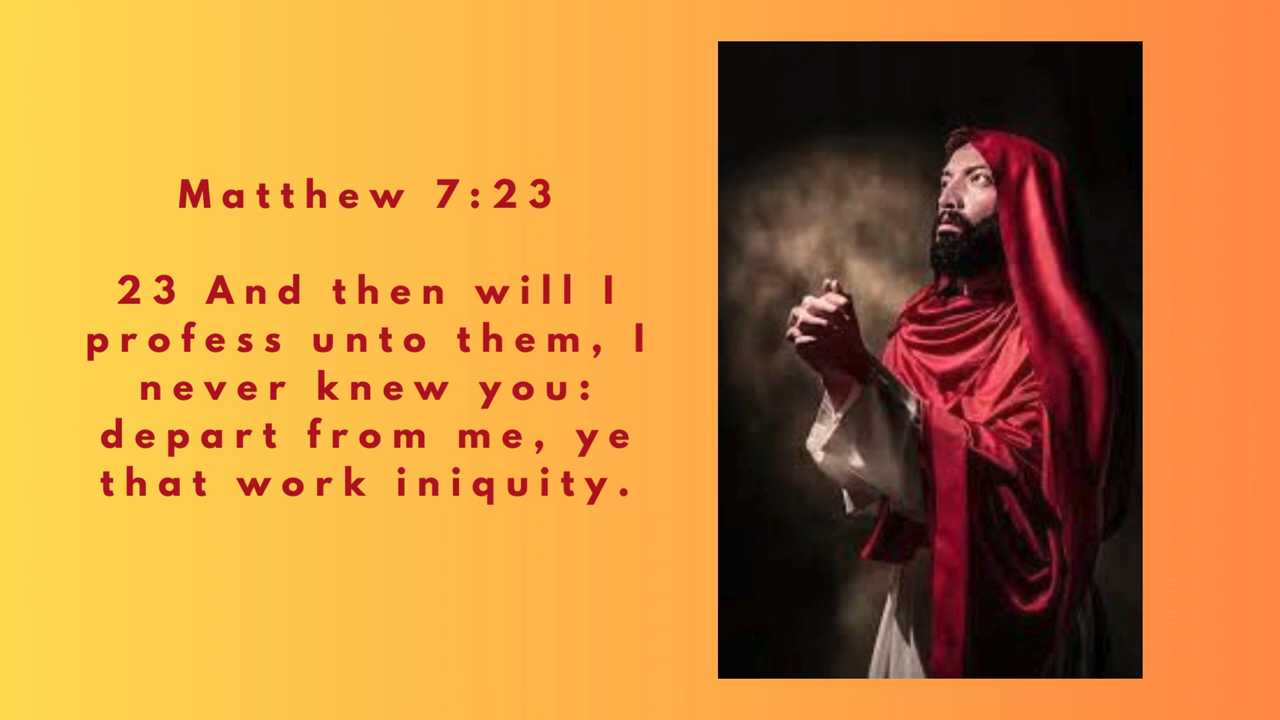 Matthew 7:23
23 And then will I
profess unto them, I
never knew you:
depart from me, ye
that work iniquity.